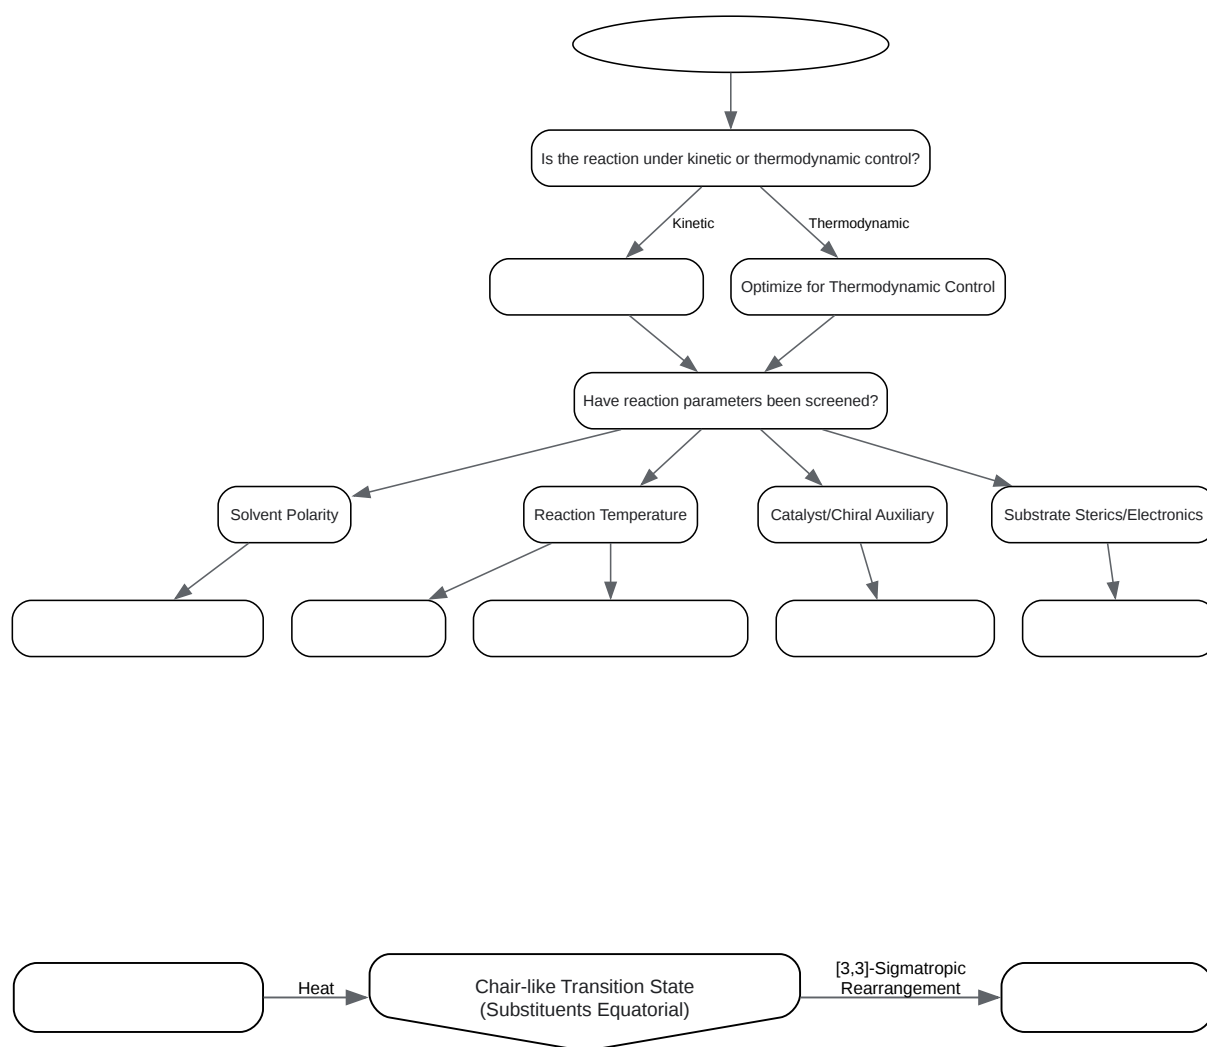 Is the reaction under kinetic or thermodynamic control?
Kinetic
Thermodynamic
Optimize for Thermodynamic Control
Have reaction parameters been screened?
Solvent Polarity
Reaction Temperature
Catalyst/Chiral Auxiliary
Substrate Sterics/Electronics
Heat
Chair-like Transition State
(Substituents Equatorial)
[3,3]-Sigmatropic
Rearrangement